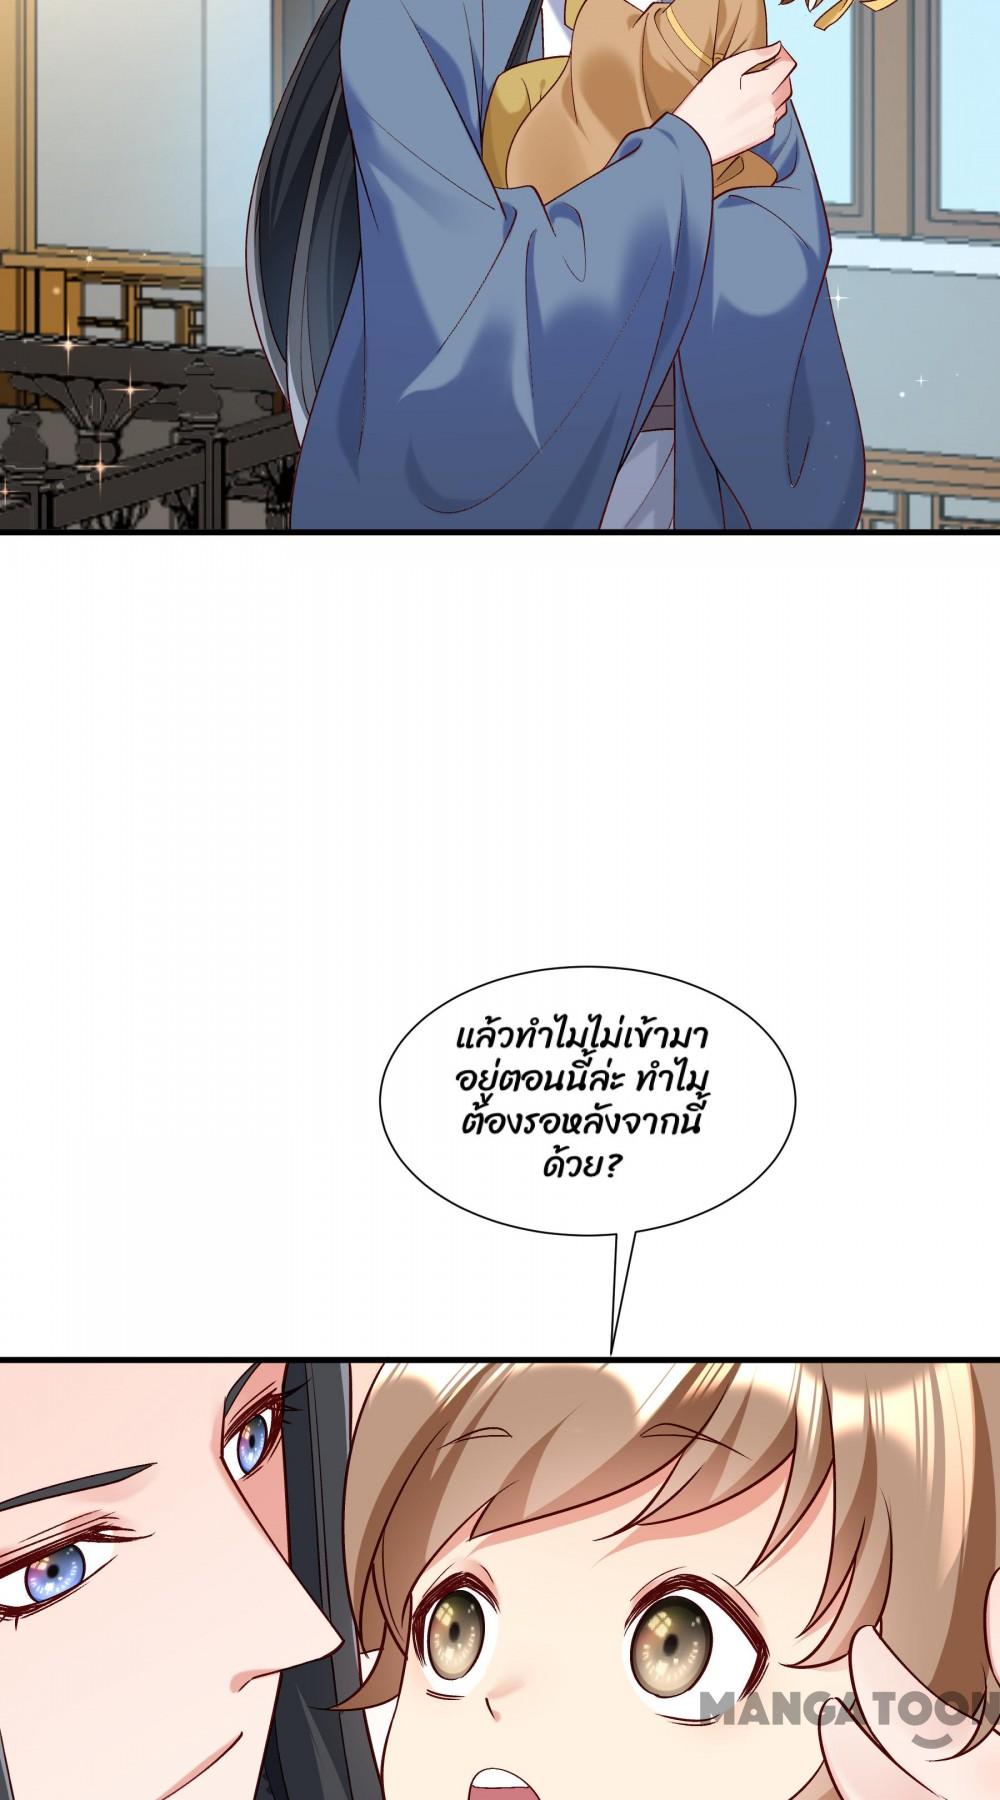 แล้วทำไมไม่เข้ามา
อยู่ตอนนี้ล่ะ ทำไม
ต้องรอหลังจากนี้
ด้วย?
MANGATOON